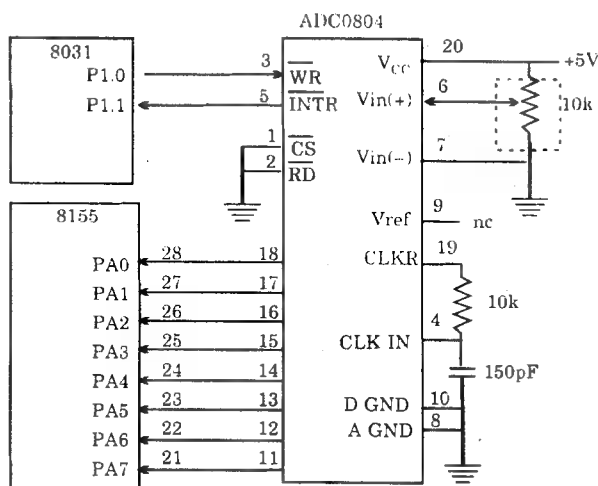 ADC0804
8031
P1.0
P1.1
3
5
WR
INTR
1
2
CS
RD
VCC
20
+5V
Vin(+)
6
10k
Vin(−)
7
Vref
9
nc
CLKR
19
10k
CLK IN
4
150pF
D GND
10
A GND
8
8155
PA0 28 18
PA1 27 17
PA2 26 16
PA3 25 15
PA4 24 14
PA5 23 13
PA6 22 12
PA7 21 11